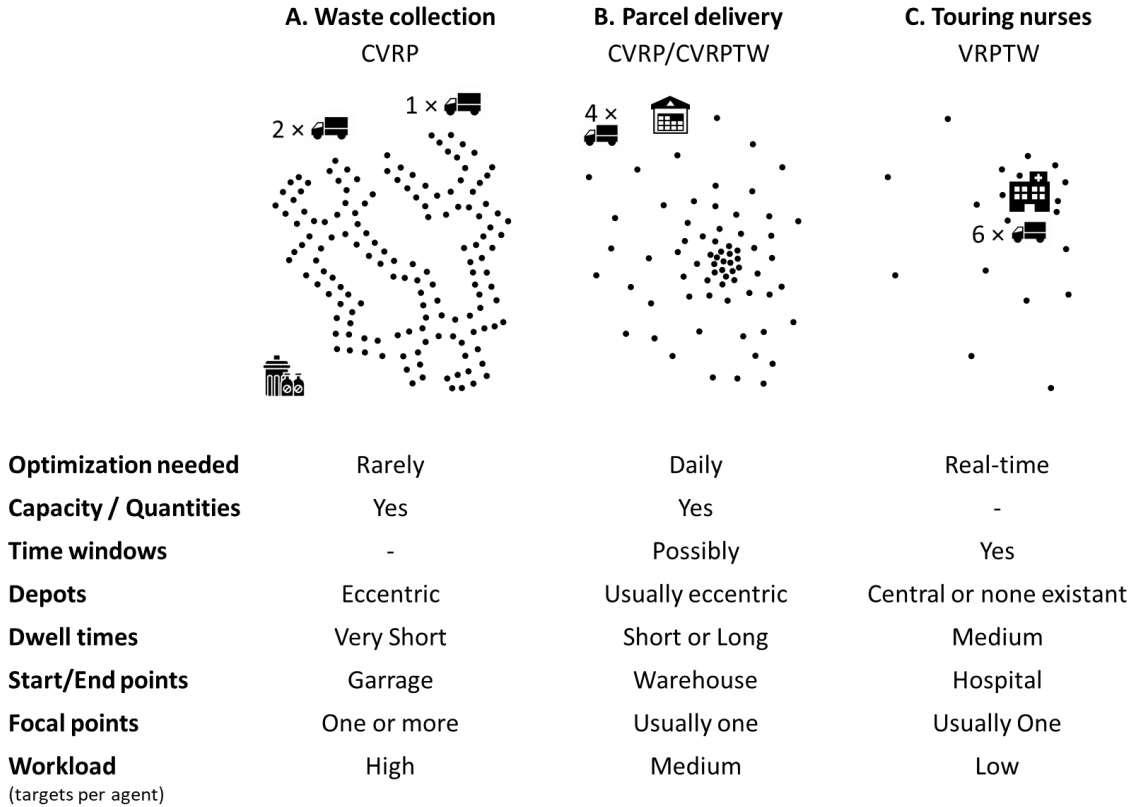 A. Waste collection B. Parcel delivery C. Touring nurses
CVRP CVRP/CVRPTW VRPTW
1 ×
2 ×
4 ×
6 ×
Optimization needed Rarely Daily Real-time
Capacity / Quantities Yes Yes -
Time windows - Possibly Yes
Depots Eccentric Usually eccentric Central or none existant
Dwell times Very Short Short or Long Medium
Start/End points Garrage Warehouse Hospital
Focal points One or more Usually one Usually One
Workload High Medium Low
(targets per agent)